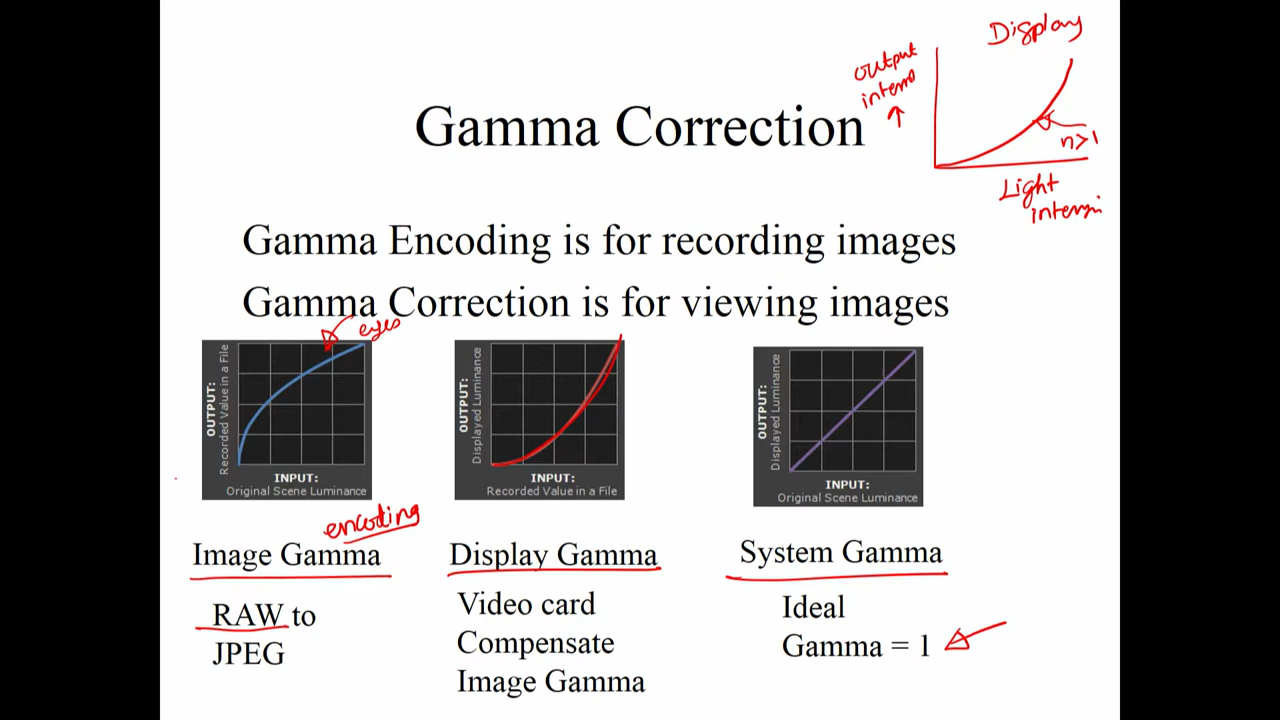 Display
output
n>1
Light
Gamma Correction
Gamma Encoding is for recording images
Gamma Correction is for viewing images
eyes
OUTPUT:
Recorded Value in a File
INPUT:
Original Scene Luminance
OUTPUT:
Displayed Luminance
INPUT:
Recorded Value in a File
OUTPUT:
Displayed Luminance
INPUT:
Original Scene Luminance
encoding
Image Gamma
RAW to
JPEG
Display Gamma
Video card
Compensate
Image Gamma
System Gamma
Ideal
Gamma = 1